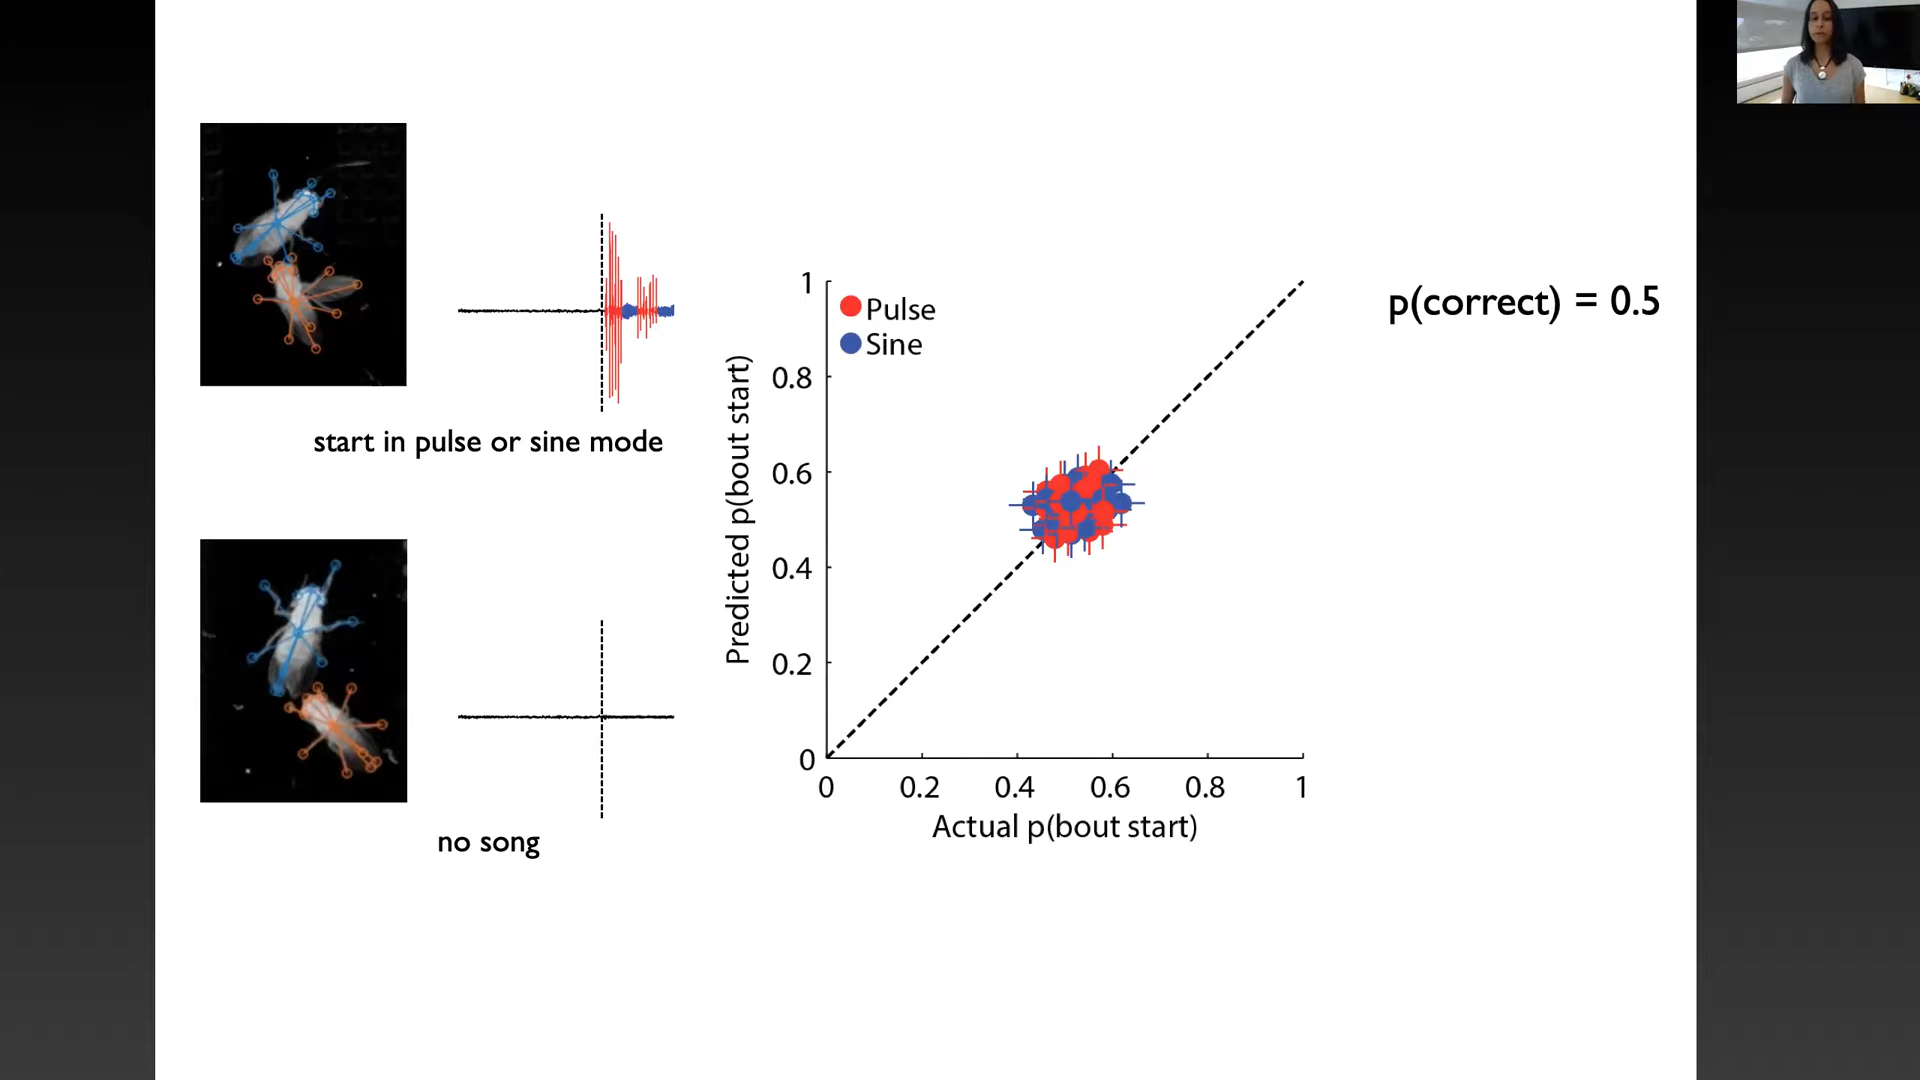 start in pulse or sine mode
no song
Pulse
Sine
p(correct) = 0.5
Predicted p(bout start)
1
0.8
0.6
0.4
0.2
0
0 0.2 0.4 0.6 0.8 1
Actual p(bout start)